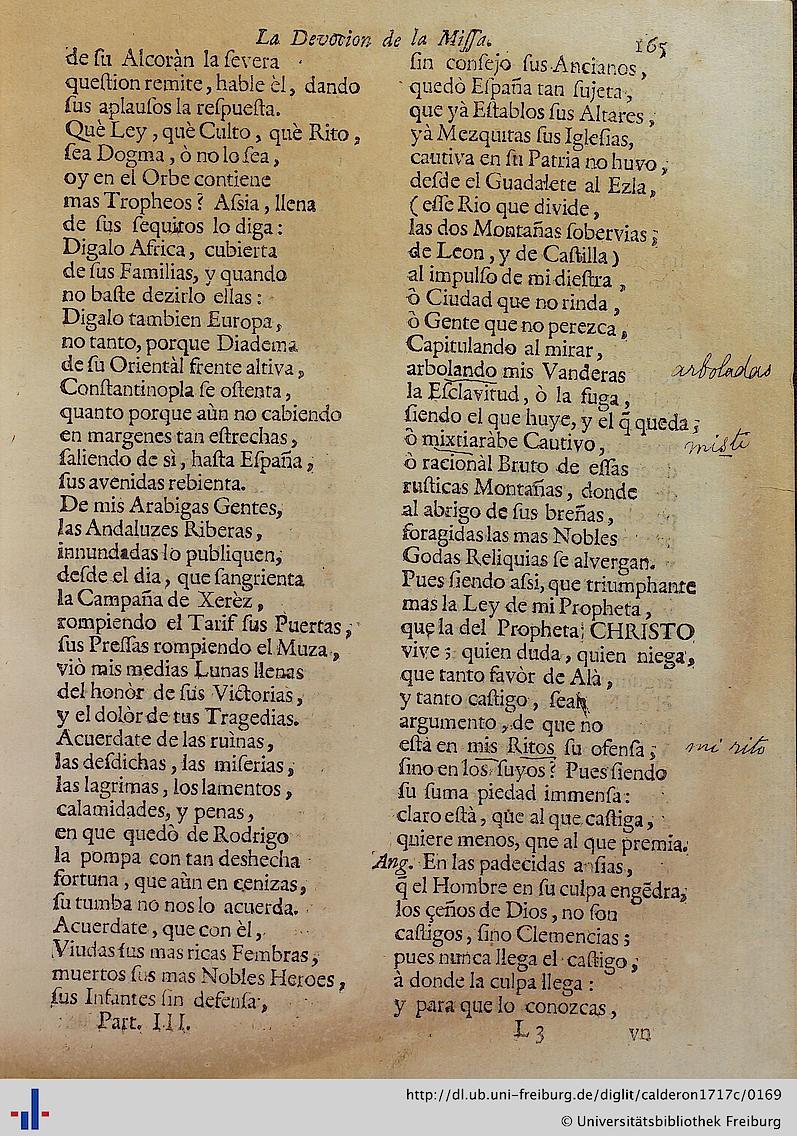 La Devocion de la Miſſa.
165
de ſu Alcoràn la ſevera
queſtion remite, hable èl, dando
ſus aplauſos la reſpueſta.
Què Ley, què Culto, què Rito,
ſea Dogma, ò no lo ſea,
oy en el Orbe contiene
mas Tropheos? Aſsia, llena
de ſus ſequitos lo diga:
Digalo Africa, cubierta
de ſus Familias, y quando
no baſte dezirlo ellas:
Digalo tambien Europa,
no tanto, porque Diadema
de ſu Orientàl frente altiva,
Conſtantinopla ſe oſtenta,
quanto porque aùn no cabiendo
en margenes tan eſtrechas,
ſaliendo de sì, haſta Eſpaña,
ſus avenidas rebienta.
De mis Arabigas Gentes,
las Andaluzes Riberas,
innundadas lo publiquen,
deſde el dia, que ſangrienta
la Campaña de Xerèz,
rompiendo el Tarif ſus Puertas,
ſus Preſſas rompiendo el Muza,
viò mis medias Lunas llenas
del honòr de ſus Victorias,
y el dolòr de tus Tragedias.
Acuerdate de las ruìnas,
las deſdichas, las miſerias,
las lagrimas, los lamentos,
calamidades, y penas,
en que quedò de Rodrigo
la pompa con tan deshecha
fortuna, que aùn en cenizas,
ſu tumba no nos lo acuerda.
Acuerdate, que con èl,
Viudas ſus mas ricas Fembras,
muertos ſus mas Nobles Heroes,
ſus Infantes ſin defenſa,
Part. III.
ſin conſejo ſus Ancianos,
quedò Eſpaña tan ſujeta,
que yà Eſtablos ſus Altares,
yà Mezquitas ſus Igleſias,
cautiva en ſu Patria no huvo,
deſde el Guadalete al Ezla,
(eſſe Rio que divide,
las dos Montañas ſobervias;
de Leon, y de Caſtilla)
al impulſo de mi dieſtra,
ò Ciudad que no rinda,
ò Gente que no perezca,
Capitulando al mirar,
arbolando mis Vanderas
arboladas
la Eſclavitud, ò la fuga,
ſiendo el que huye, y el q̃ queda;
ò mixtiaràbe Cautivo,
misti
ò racionàl Bruto de eſſas
ruſticas Montañas, donde
al abrigo de ſus breñas,
foragidas las mas Nobles
Godas Reliquias ſe alvergan.
Pues ſiendo aſsi, que triumphante
mas la Ley de mi Propheta,
que la del Propheta CHRISTO
vive; quien duda, quien niega,
que tanto favòr de Alà,
y tanto caſtigo, ſea
argumento, de que no
eſtà en mis Ritos ſu ofenſa;
mi rito
ſino en los ſuyos? Pues ſiendo
ſu ſuma piedad immenſa:
claro eſtà, que al que caſtiga,
quiere menos, qne al que premia.
Ang. En las padecidas anſias,
q̃ el Hombre en ſu culpa engẽdra,
los çeños de Dios, no ſon
caſtigos, ſino Clemencias;
pues nunca llega el caſtigo,
à donde la culpa llega:
y para que lo conozcas,
L 3
vn
http://dl.ub.uni-freiburg.de/diglit/calderon1717c/0169
© Universitätsbibliothek Freiburg